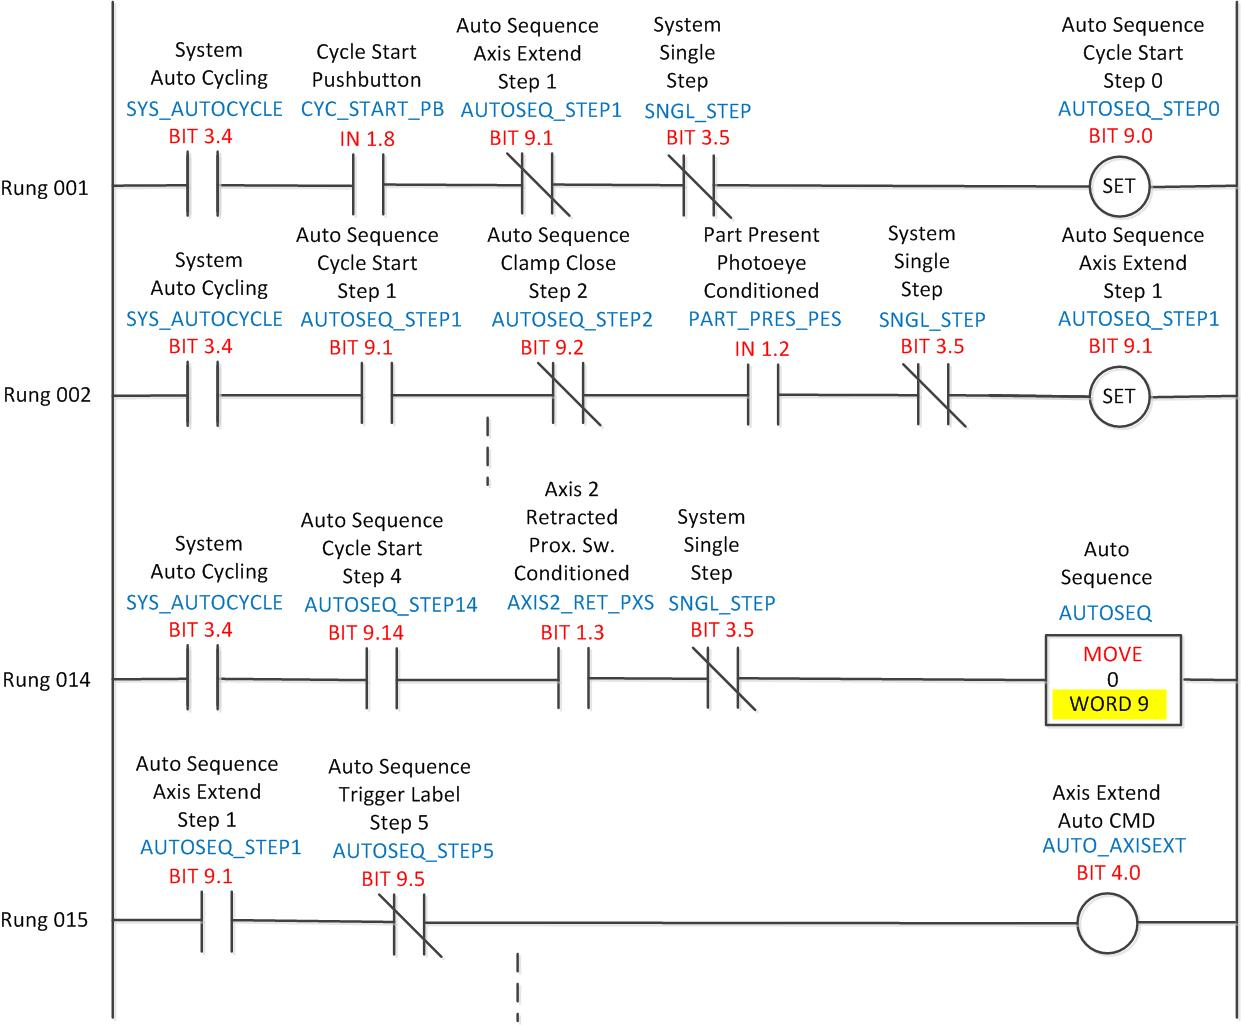 System
Auto Cycling
SYS_AUTOCYCLE
BIT 3.4
Cycle Start
Pushbutton
CYC_START_PB
IN 1.8
Auto Sequence
Axis Extend
Step 1
AUTOSEQ_STEP1
BIT 9.1
System
Single
Step
SNGL_STEP
BIT 3.5
Auto Sequence
Cycle Start
Step 0
AUTOSEQ_STEP0
BIT 9.0
Rung 001
SET
System
Auto Cycling
SYS_AUTOCYCLE
BIT 3.4
Auto Sequence
Cycle Start
Step 1
AUTOSEQ_STEP1
BIT 9.1
Auto Sequence
Clamp Close
Step 2
AUTOSEQ_STEP2
BIT 9.2
Part Present
Photoeye
Conditioned
PART_PRES_PES
IN 1.2
System
Single
Step
SNGL_STEP
BIT 3.5
Auto Sequence
Axis Extend
Step 1
AUTOSEQ_STEP1
BIT 9.1
Rung 002
SET
System
Auto Cycling
SYS_AUTOCYCLE
BIT 3.4
Auto Sequence
Cycle Start
Step 4
AUTOSEQ_STEP14
BIT 9.14
Axis 2
Retracted
Prox. Sw.
Conditioned
AXIS2_RET_PXS
BIT 1.3
System
Single
Step
SNGL_STEP
BIT 3.5
Auto
Sequence
AUTOSEQ
Rung 014
MOVE
0
WORD 9
Auto Sequence
Axis Extend
Step 1
AUTOSEQ_STEP1
BIT 9.1
Auto Sequence
Trigger Label
Step 5
AUTOSEQ_STEP5
BIT 9.5
Axis Extend
Auto CMD
AUTO_AXISEXT
BIT 4.0
Rung 015